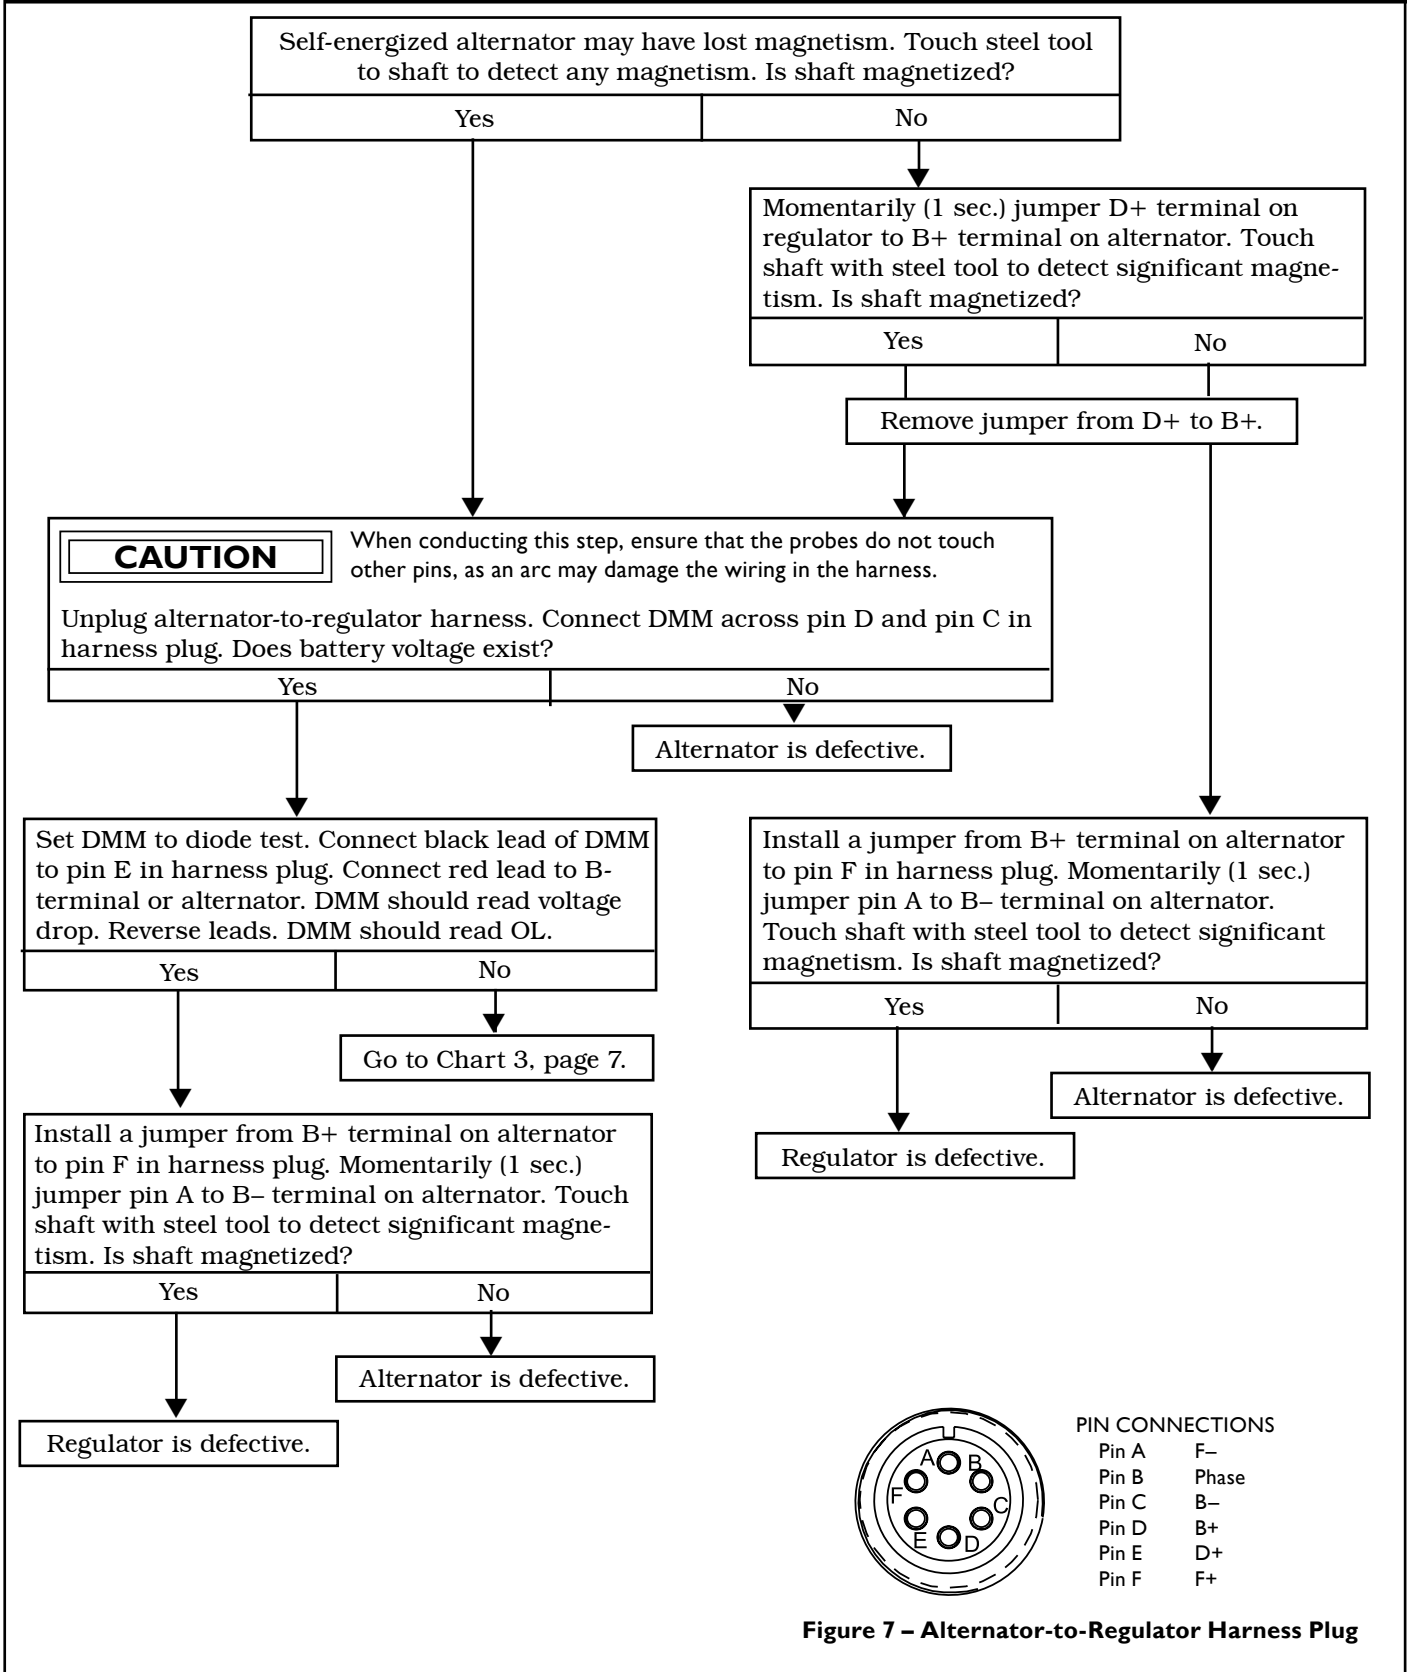 Self-energized alternator may have lost magnetism. Touch steel tool
to shaft to detect any magnetism. Is shaft magnetized?
Yes
No
Momentarily (1 sec.) jumper D+ terminal on
regulator to B+ terminal on alternator. Touch
shaft with steel tool to detect significant magne-
tism. Is shaft magnetized?
Yes
No
Remove jumper from D+ to B+.
CAUTION
When conducting this step, ensure that the probes do not touch
other pins, as an arc may damage the wiring in the harness.
Unplug alternator-to-regulator harness. Connect DMM across pin D and pin C in
harness plug. Does battery voltage exist?
Yes
No
Alternator is defective.
Set DMM to diode test. Connect black lead of DMM
to pin E in harness plug. Connect red lead to B-
terminal or alternator. DMM should read voltage
drop. Reverse leads. DMM should read OL.
Yes
No
Go to Chart 3, page 7.
Install a jumper from B+ terminal on alternator
to pin F in harness plug. Momentarily (1 sec.)
jumper pin A to B– terminal on alternator. Touch
shaft with steel tool to detect significant magne-
tism. Is shaft magnetized?
Yes
No
Alternator is defective.
Regulator is defective.
Install a jumper from B+ terminal on alternator
to pin F in harness plug. Momentarily (1 sec.)
jumper pin A to B– terminal on alternator.
Touch shaft with steel tool to detect significant
magnetism. Is shaft magnetized?
Yes
No
Alternator is defective.
Regulator is defective.
A
B
F
C
E
D
PIN CONNECTIONS
Pin A F–
Pin B Phase
Pin C B–
Pin D B+
Pin E D+
Pin F F+
Figure 7 – Alternator-to-Regulator Harness Plug